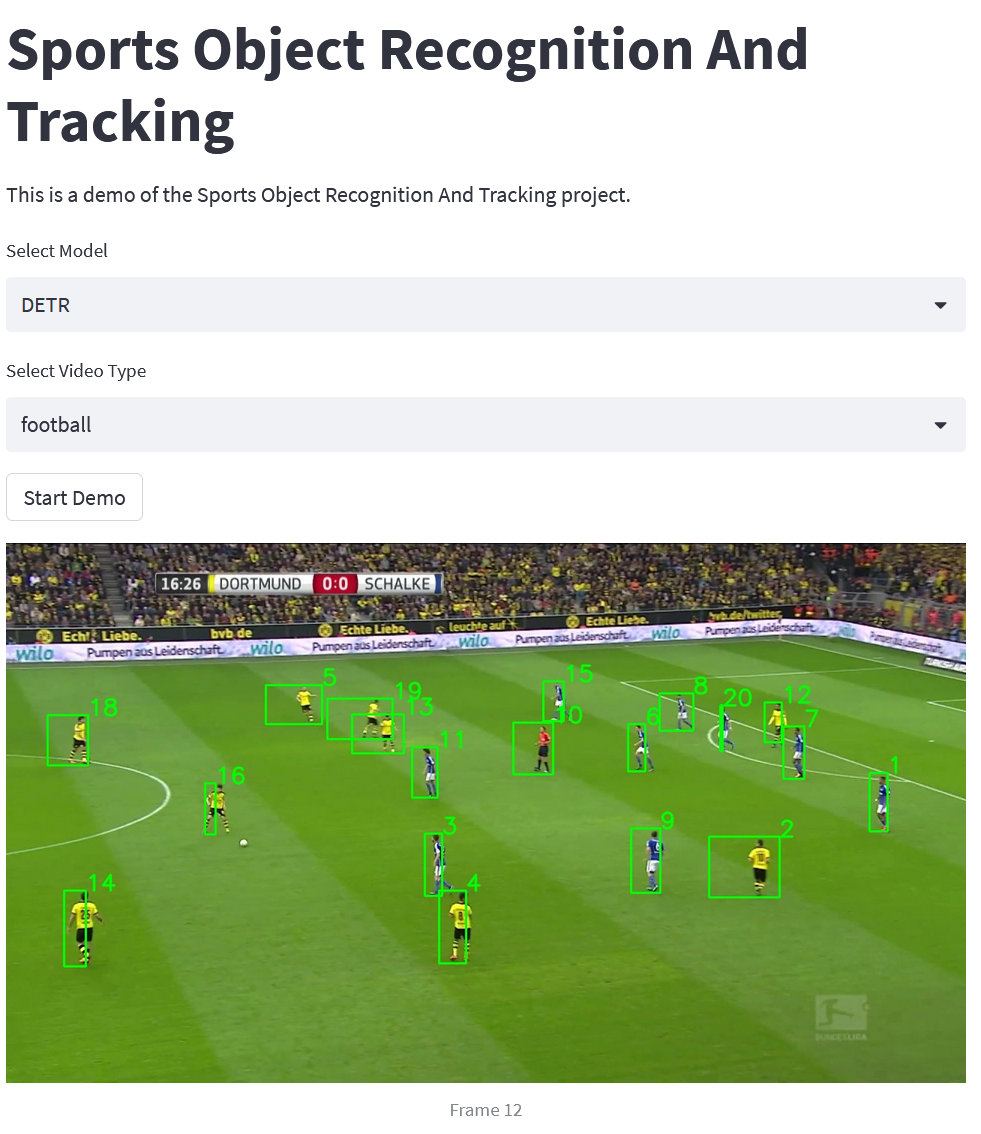 Sports Object Recognition And
Tracking
This is a demo of the Sports Object Recognition And Tracking project.
Select Model
DETR
Select Video Type
football
Start Demo
16:26 DORTMUND 0:0 SCHALKE
Echte Liebe. bvb.de Echte Liebe. leuchte auf Echte Liebe. bvb.de/twitter
wilo Pumpen aus Leidenschaft. wilo Pumpen aus Leidenschaft. wilo Pumpen aus Leidenschaft. wilo Pumpen aus Leidenschaft. wilo Pumpen aus Leidenschaft.
5
15
19
8
18
13
20
12
7
6
11
1
16
3
9
2
14
4
BUNDESLIGA
Frame 12